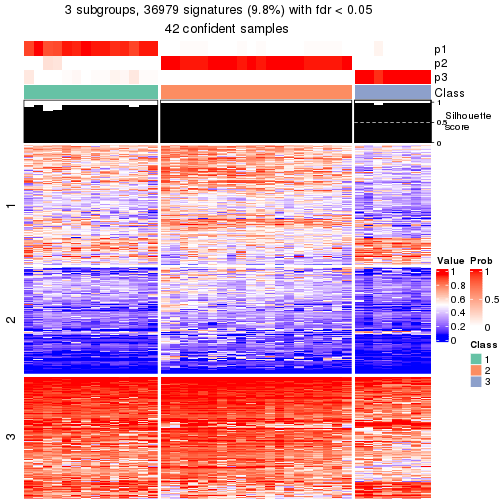 3 subgroups, 36979 signatures (9.8%) with fdr < 0.05
42 confident samples
p1
p2
p3
Class
1
0.5
0
Silhouette
score
1
2
3
Value
1
0.8
0.6
0.4
0.2
0
Prob
1
0.5
0
Class
1
2
3